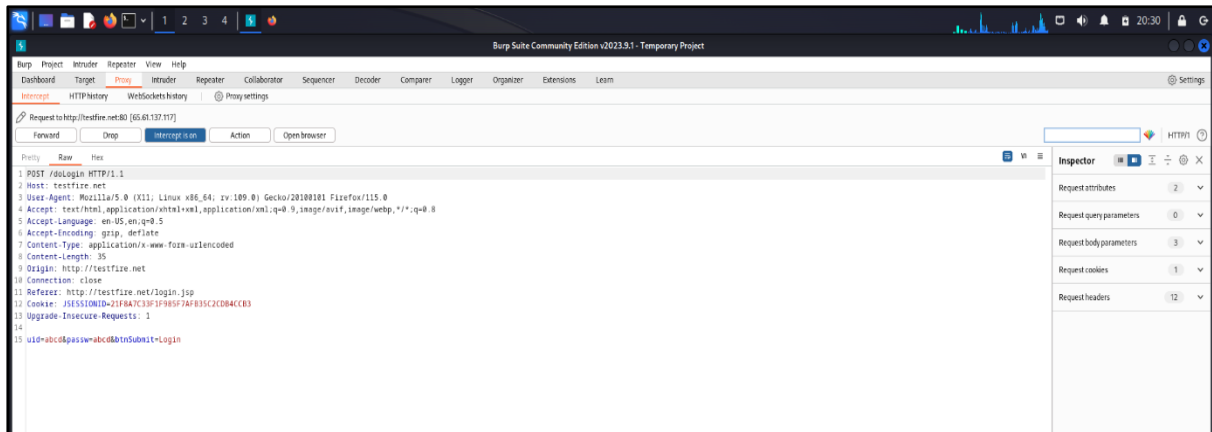 1 2 3 4 20:30
Burp Suite Community Edition v2023.9.1 - Temporary Project
Burp Project Intruder Repeater View Help
Dashboard Target Proxy Intruder Repeater Collaborator Sequencer Decoder Comparer Logger Organizer Extensions Learn Settings
Intercept HTTP history WebSockets history Proxy settings
Request to http://testfire.net:80 [65.61.137.117]
Forward Drop Intercept is on Action Open browser HTTP/1
Pretty Raw Hex \n Inspector
1 POST /doLogin HTTP/1.1
2 Host: testfire.net
3 User-Agent: Mozilla/5.0 (X11; Linux x86_64; rv:109.0) Gecko/20100101 Firefox/115.0
4 Accept: text/html,application/xhtml+xml,application/xml;q=0.9,image/avif,image/webp,*/*;q=0.8
5 Accept-Language: en-US,en;q=0.5
6 Accept-Encoding: gzip, deflate
7 Content-Type: application/x-www-form-urlencoded
8 Content-Length: 35
9 Origin: http://testfire.net
10 Connection: close
11 Referer: http://testfire.net/login.jsp
12 Cookie: JSESSIONID=21F8A7C33F1F985F7AFB35C2CDB4CCB3
13 Upgrade-Insecure-Requests: 1
14
15 uid=abcd&passw=abcd&btnSubmit=Login
Request attributes 2
Request query parameters 0
Request body parameters 3
Request cookies 1
Request headers 12